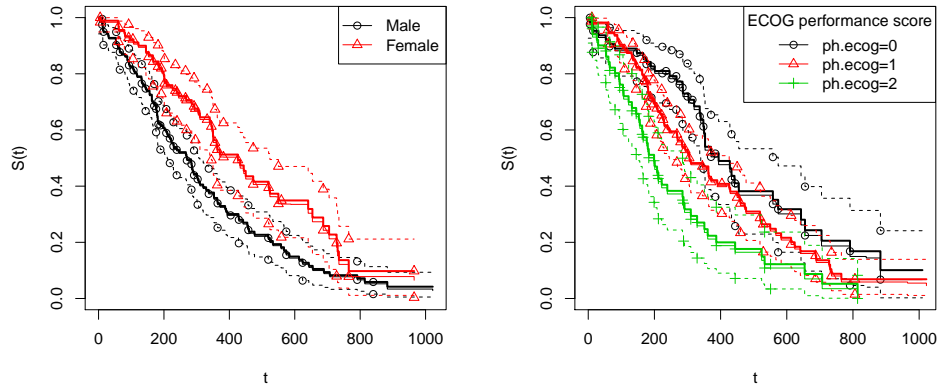 Male
Female
S(t)
1.0
0.8
0.6
0.4
0.2
0.0
0 200 400 600 800 1000
t
ECOG performance score
ph.ecog=0
ph.ecog=1
ph.ecog=2
S(t)
1.0
0.8
0.6
0.4
0.2
0.0
0 200 400 600 800 1000
t